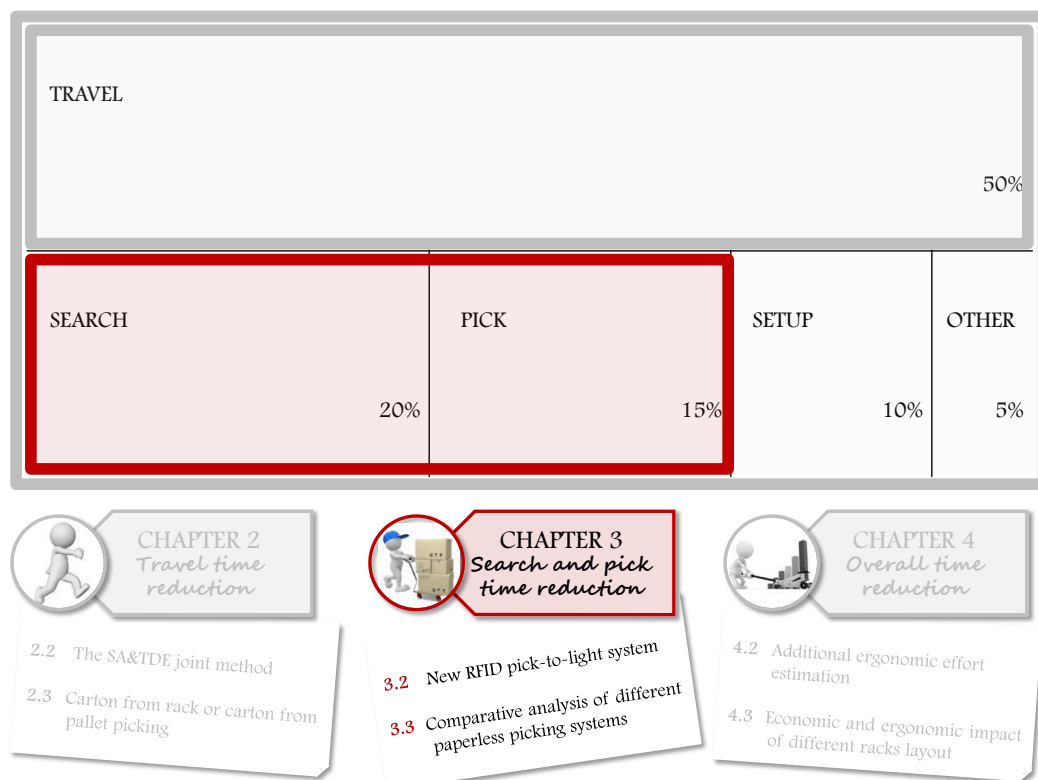 TRAVEL
50%
SEARCH
PICK
SETUP
OTHER
20%
15%
10%
5%
CHAPTER 2
Travel time
reduction
2.2 The SA&TDE joint method
2.3 Carton from rack or carton from
pallet picking
CHAPTER 3
Search and pick
time reduction
3.2 New RFID pick-to-light system
3.3 Comparative analysis of different
paperless picking systems
CHAPTER 4
Overall time
reduction
4.2 Additional ergonomic effort
estimation
4.3 Economic and ergonomic impact
of different racks layout